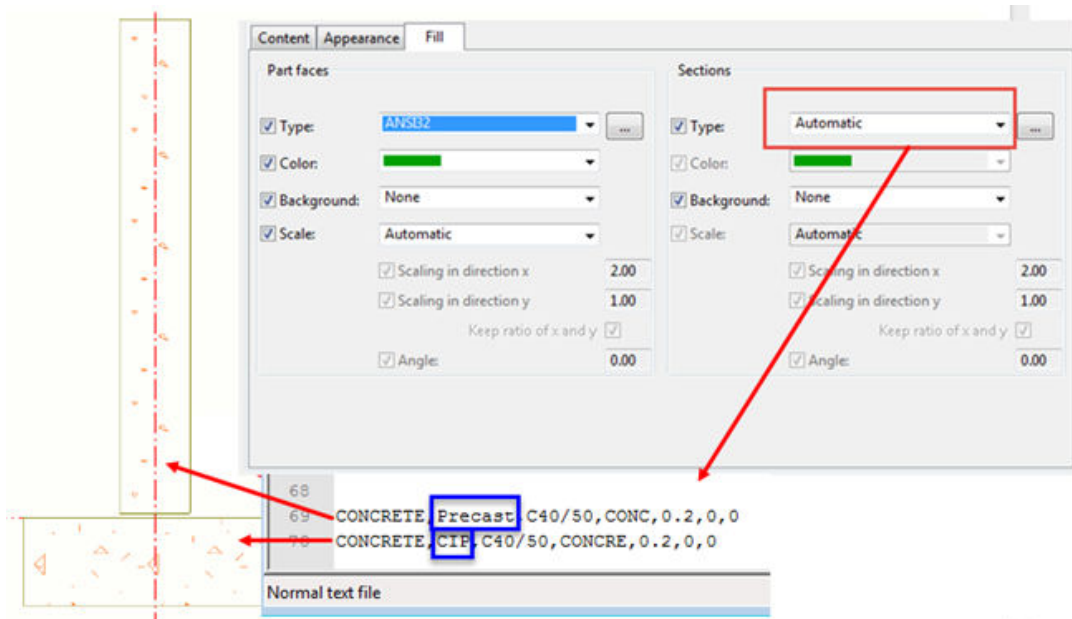 Content Appearance Fill
Part faces Sections
Type: ANSI32 ... Type: Automatic ...
Color: Color:
Background: None Background: None
Scale: Automatic Scale: Automatic
Scaling in direction x 2.00 Scaling in direction x 2.00
Scaling in direction y 1.00 Scaling in direction y 1.00
Keep ratio of x and y Keep ratio of x and y
Angle: 0.00 Angle: 0.00
68
69 CONCRETE,Precast,C40/50,CONC,0.2,0,0
70 CONCRETE,CIP,C40/50,CONCRE,0.2,0,0
Normal text file